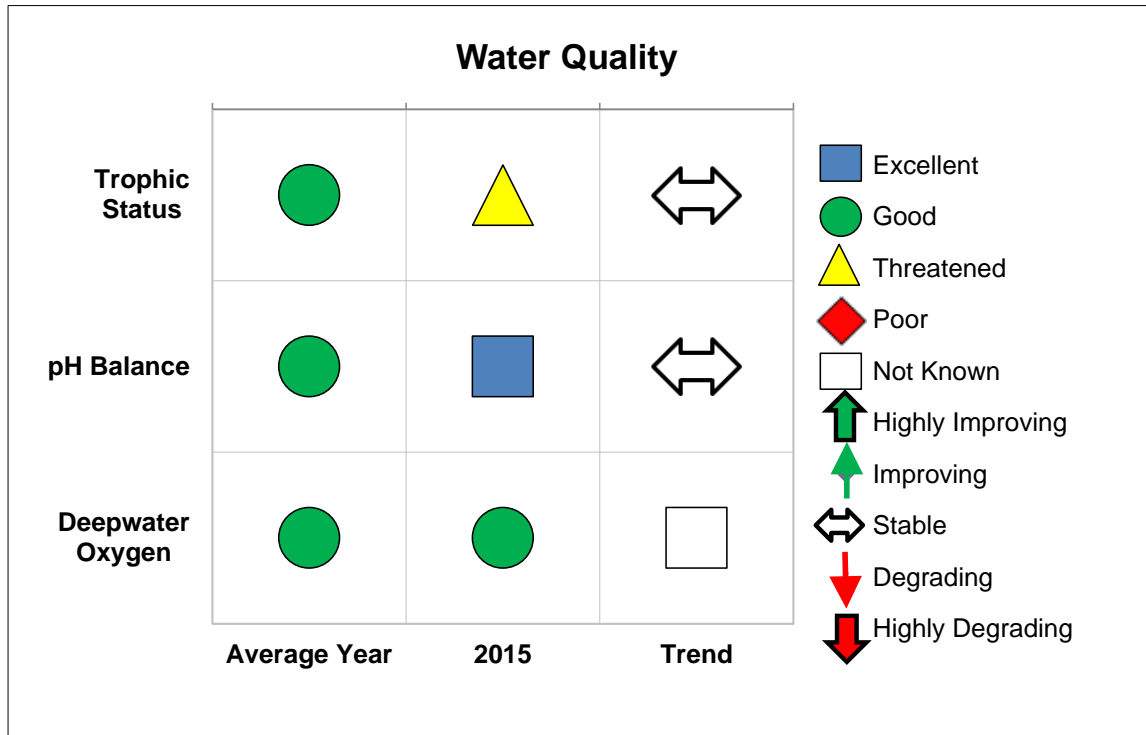 Water Quality
Trophic
Status
pH Balance
Deepwater
Oxygen
Average Year
2015
Trend
Excellent
Good
Threatened
Poor
Not Known
Highly Improving
Improving
Stable
Degrading
Highly Degrading